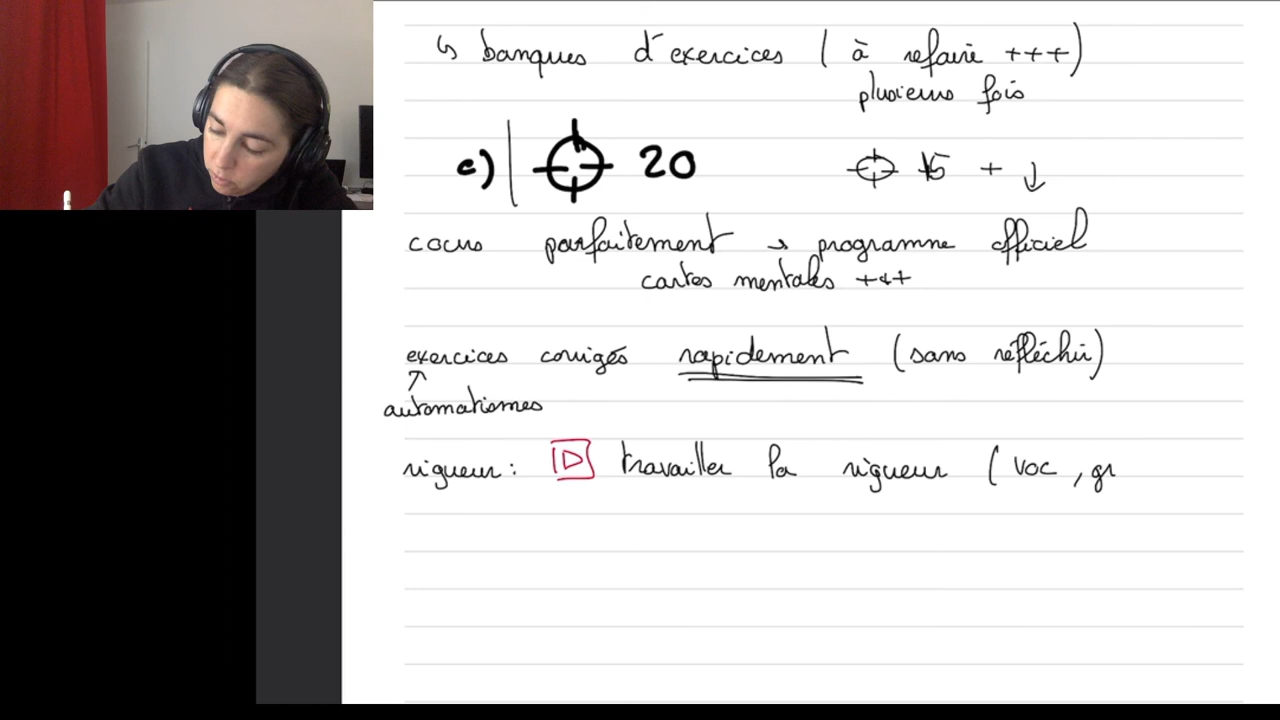 ↳ banques d'exercices ( à refaire +++)
plusieurs fois
c) 20 15 + ↓
cours parfaitement → programme officiel
cartes mentales +++
exercices corrigés rapidement (sans réfléchir)
↑
automatismes
rigueur : travailler la rigueur ( voc , gr